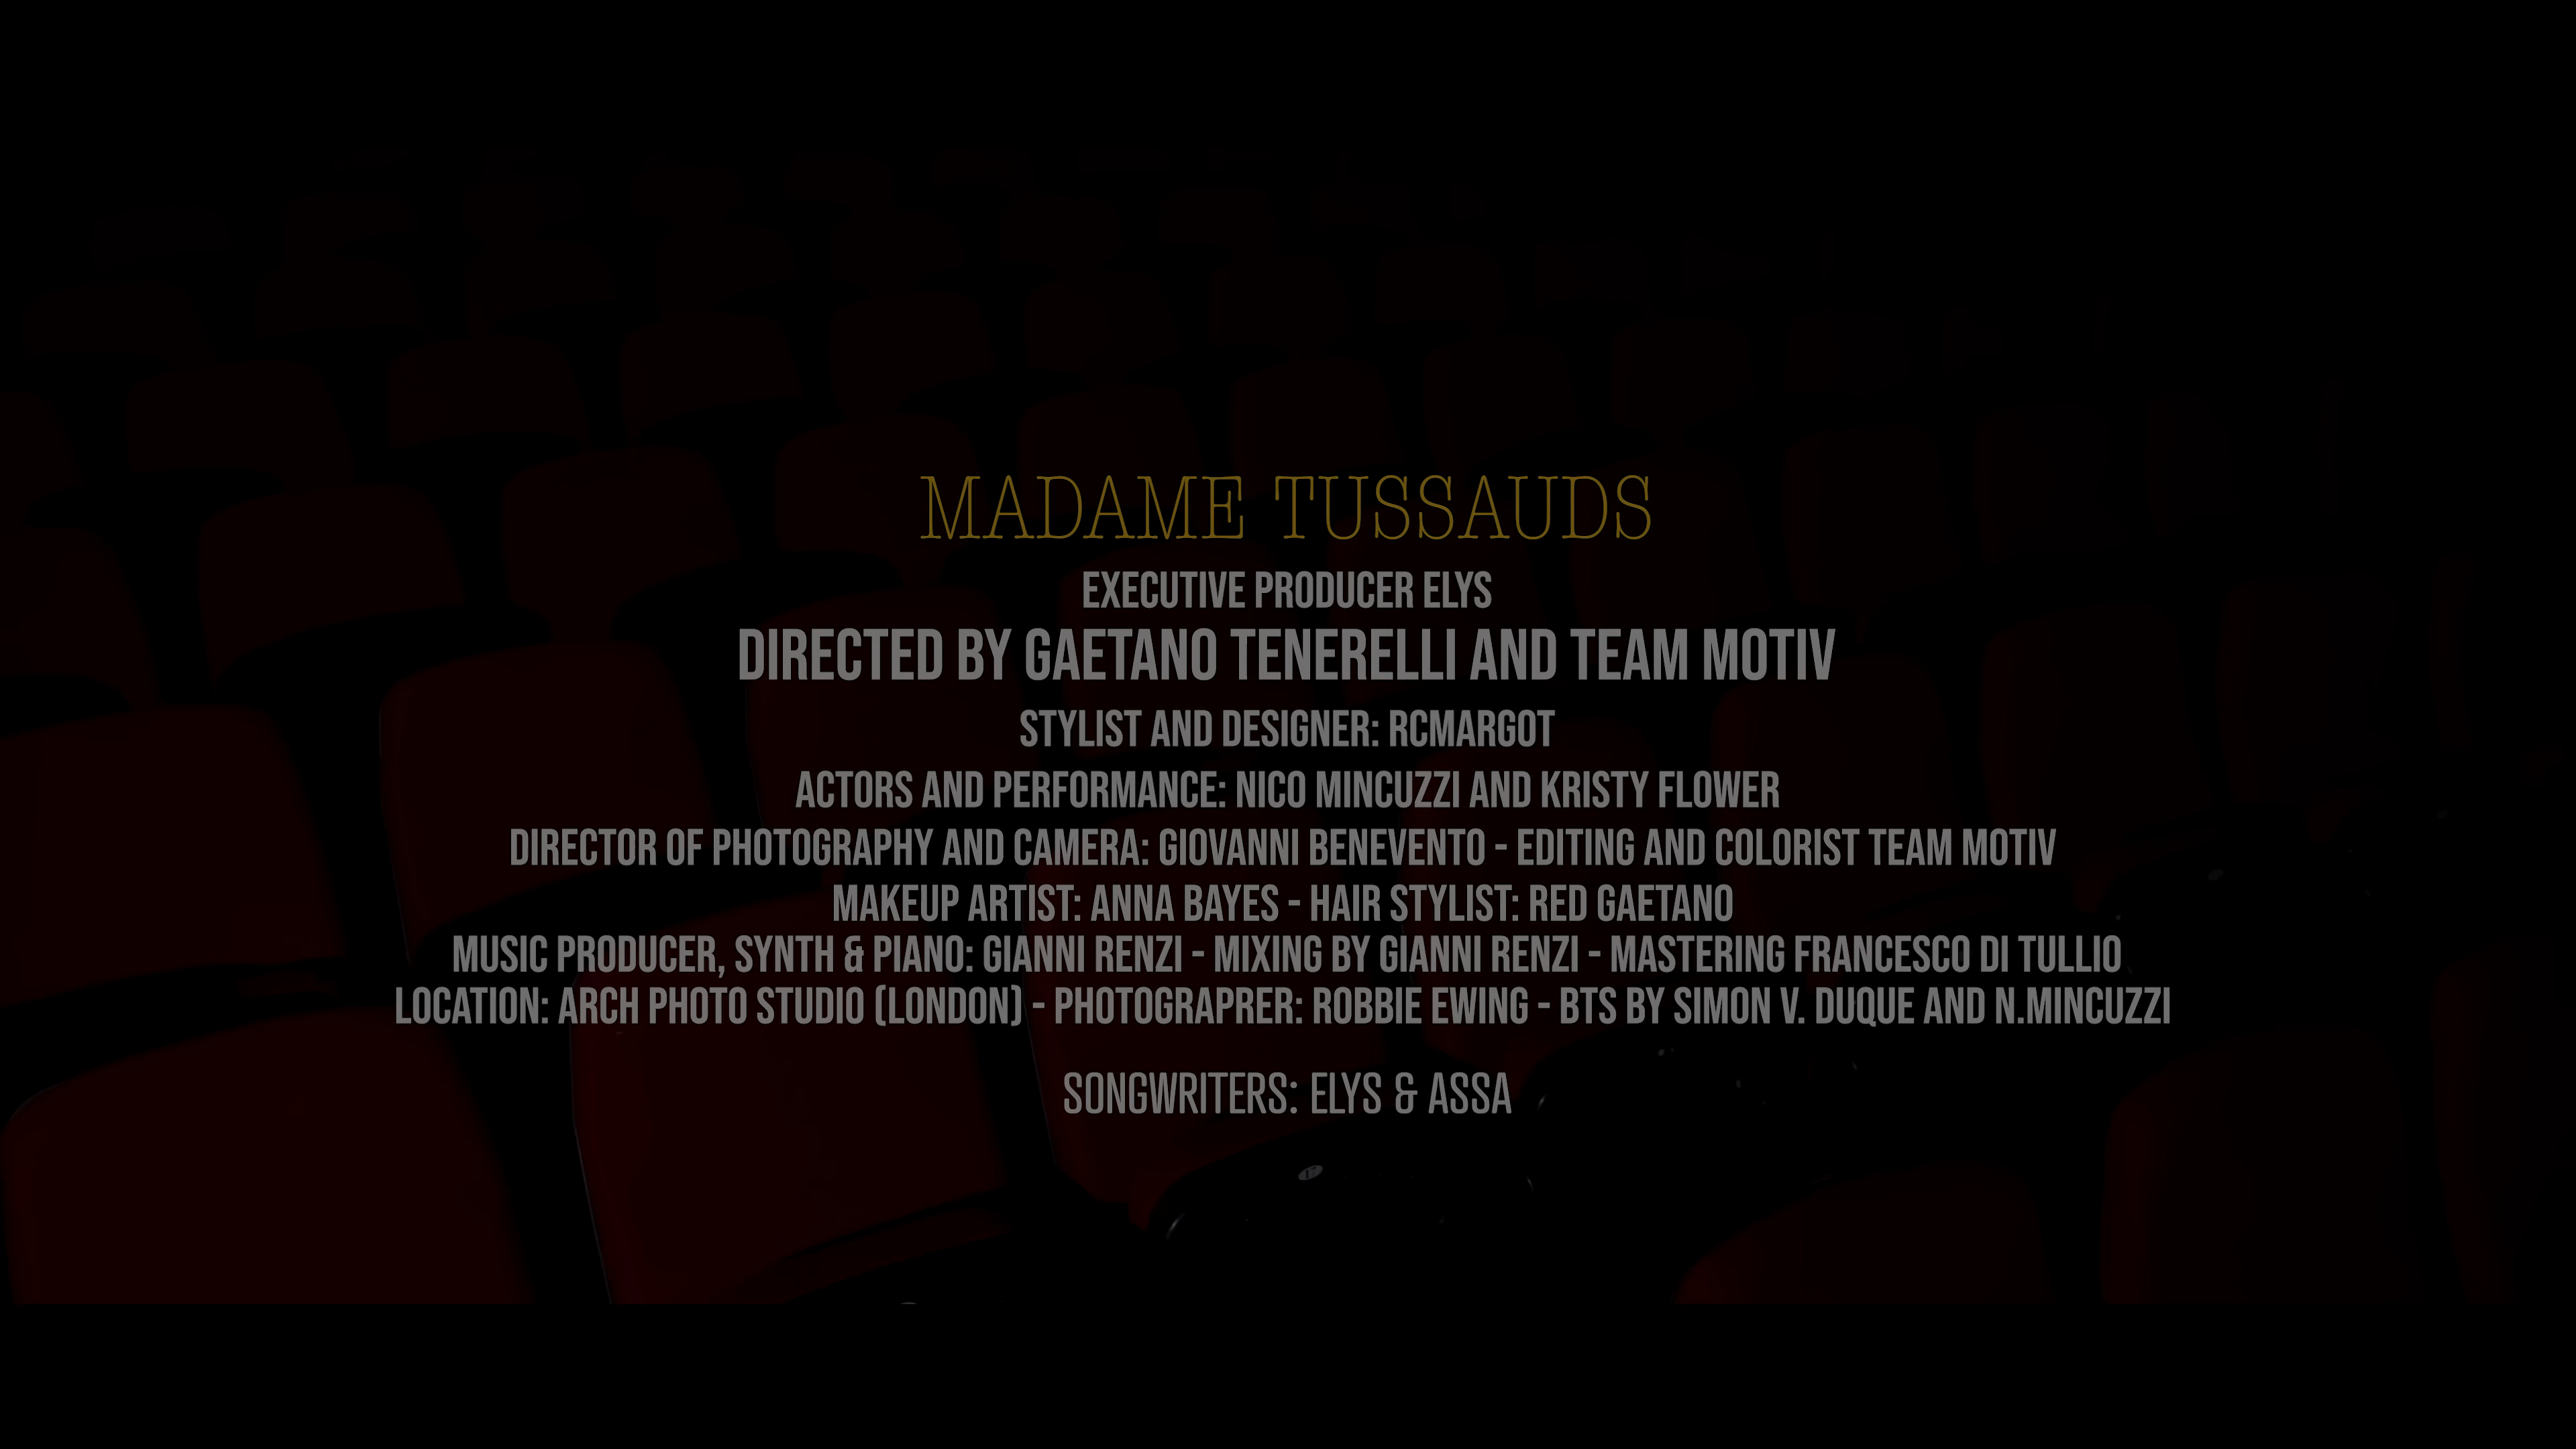 MADAME TUSSAUDS
EXECUTIVE PRODUCER ELYS
DIRECTED BY GAETANO TENERELLI AND TEAM MOTIV
STYLIST AND DESIGNER: RCMARGOT
ACTORS AND PERFORMANCE: NICO MINCUZZI AND KRISTY FLOWER
DIRECTOR OF PHOTOGRAPHY AND CAMERA: GIOVANNI BENEVENTO - EDITING AND COLORIST TEAM MOTIV
MAKEUP ARTIST: ANNA BAYES - HAIR STYLIST: RED GAETANO
MUSIC PRODUCER, SYNTH & PIANO: GIANNI RENZI - MIXING BY GIANNI RENZI - MASTERING FRANCESCO DI TULLIO
LOCATION: ARCH PHOTO STUDIO (LONDON) - PHOTOGRAPRER: ROBBIE EWING - BTS BY SIMON V. DUQUE AND N.MINCUZZI
SONGWRITERS: ELYS & ASSA